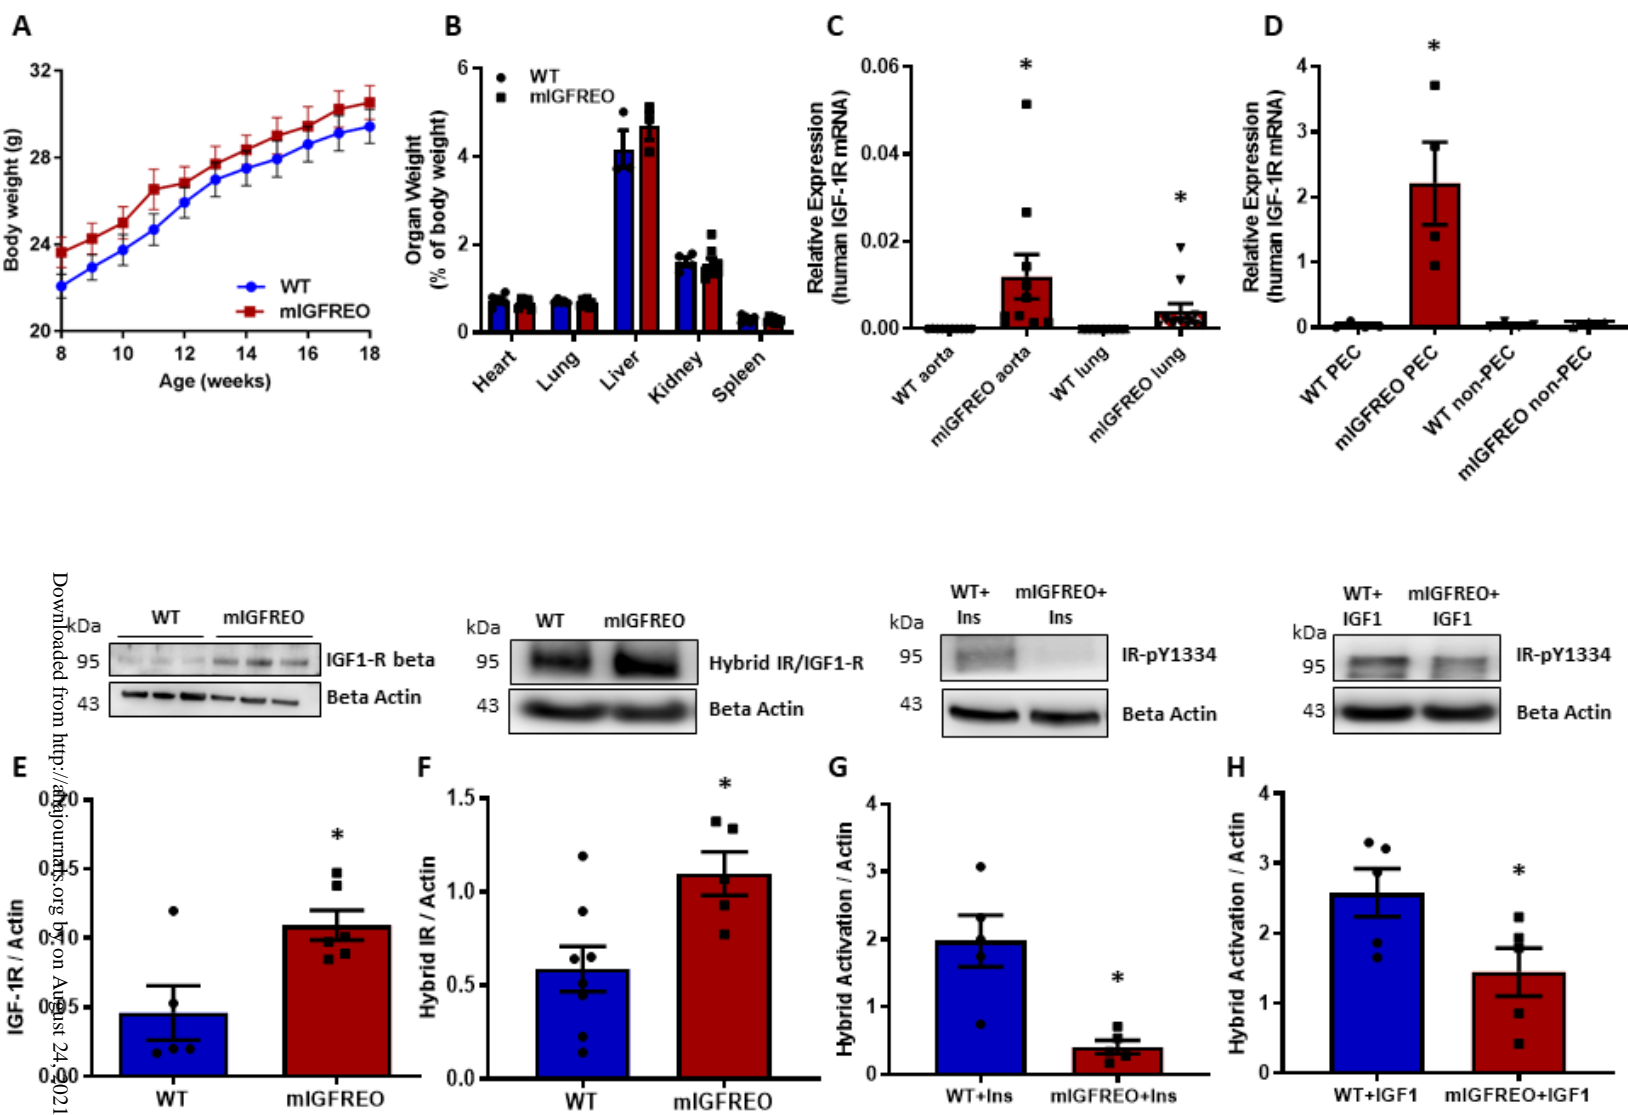 A
Body weight (g)
32
28
24
20
8
10
12
14
16
18
Age (weeks)
WT
mIGFREO
B
Organ Weight
(% of body weight)
6
4
2
0
WT
mIGFREO
Heart
Lung
Liver
Kidney
Spleen
C
Relative Expression
(human IGF-1R mRNA)
0.06
0.04
0.02
0.00
*
*
WT aorta
mIGFREO aorta
WT lung
mIGFREO lung
D
Relative Expression
(human IGF-1R mRNA)
4
3
2
1
0
*
WT PEC
mIGFREO PEC
WT non-PEC
mIGFREO non-PEC
Downloaded from http://ahajournals.org by on August 24, 2021
kDa
WT
mIGFREO
95
IGF1-R beta
43
Beta Actin
E
IGF-1R / Actin
0.20
0.15
0.10
0.05
0.00
*
WT
mIGFREO
kDa
WT
mIGFREO
95
Hybrid IR/IGF1-R
43
Beta Actin
F
Hybrid IR / Actin
1.5
1.0
0.5
0.0
*
WT
mIGFREO
kDa
WT+
Ins
mIGFREO+
Ins
95
IR-pY1334
43
Beta Actin
G
Hybrid Activation / Actin
4
3
2
1
0
*
WT+Ins
mIGFREO+Ins
kDa
WT+
IGF1
mIGFREO+
IGF1
95
IR-pY1334
43
Beta Actin
H
Hybrid Activation / Actin
4
3
2
1
0
*
WT+IGF1
mIGFREO+IGF1